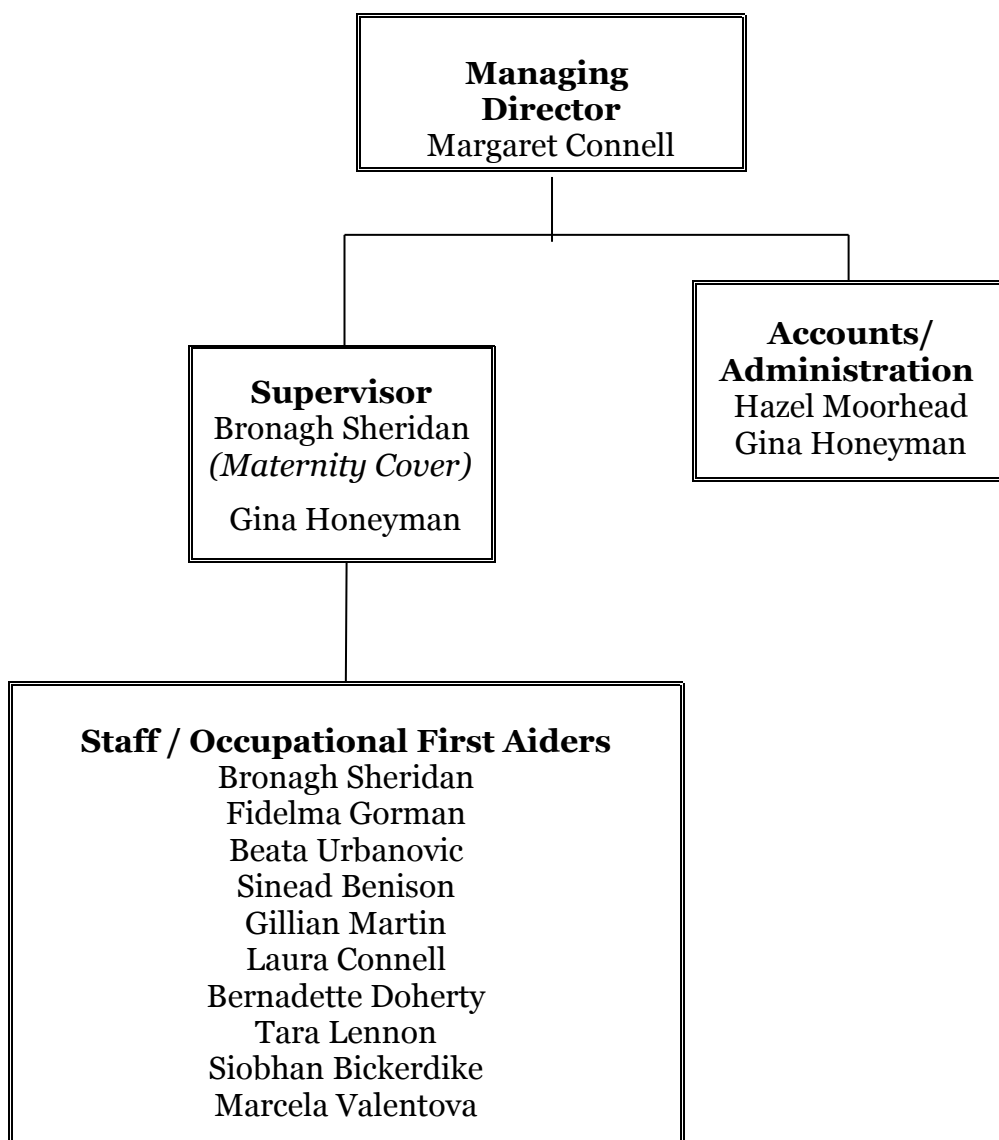 Managing
Director
Margaret Connell
Accounts/
Administration
Hazel Moorhead
Gina Honeyman
Supervisor
Bronagh Sheridan
(Maternity Cover)
Gina Honeyman
Staff / Occupational First Aiders
Bronagh Sheridan
Fidelma Gorman
Beata Urbanovic
Sinead Benison
Gillian Martin
Laura Connell
Bernadette Doherty
Tara Lennon
Siobhan Bickerdike
Marcela Valentova